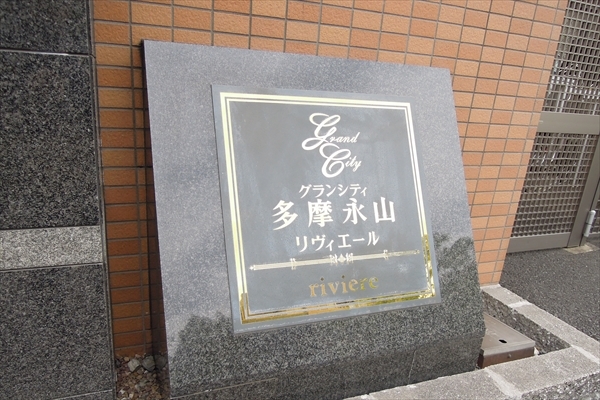 Grand
City
グランシティ
多摩永山
リヴィエール
riviere